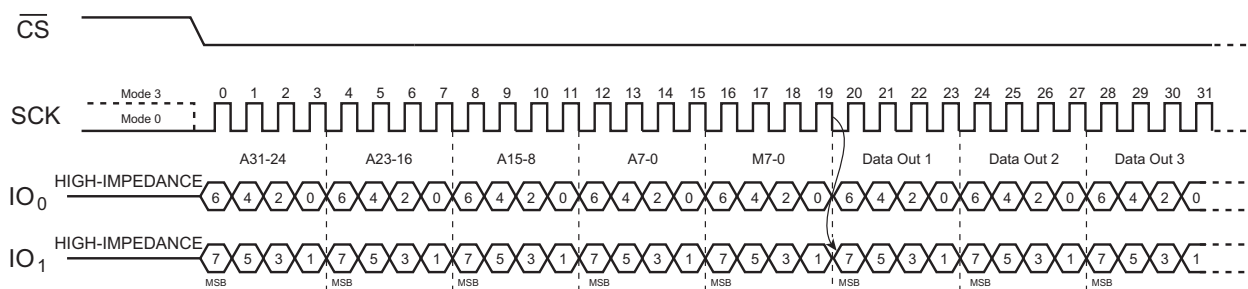 CS
Mode 3
0 1 2 3 4 5 6 7 8 9 10 11 12 13 14 15 16 17 18 19 20 21 22 23 24 25 26 27 28 29 30 31
SCK
Mode 0
A31-24 A23-16 A15-8 A7-0 M7-0 Data Out 1 Data Out 2 Data Out 3
HIGH-IMPEDANCE
IO0 6 4 2 0 6 4 2 0 6 4 2 0 6 4 2 0 6 4 2 0 6 4 2 0 6 4 2 0 6 4 2 0
HIGH-IMPEDANCE
IO1 7 5 3 1 7 5 3 1 7 5 3 1 7 5 3 1 7 5 3 1 7 5 3 1 7 5 3 1 7 5 3 1
MSB MSB MSB MSB MSB MSB MSB MSB